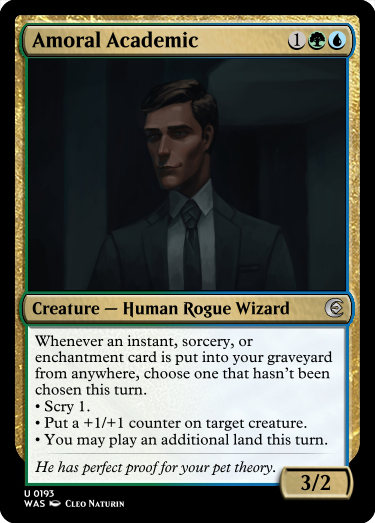 Amoral Academic 1
Creature — Human Rogue Wizard
Whenever an instant, sorcery, or
enchantment card is put into your graveyard
from anywhere, choose one that hasn't been
chosen this turn.
• Scry 1.
• Put a +1/+1 counter on target creature.
• You may play an additional land this turn.
He has perfect proof for your pet theory.
3/2
U 0193
WAS Cleo Naturin